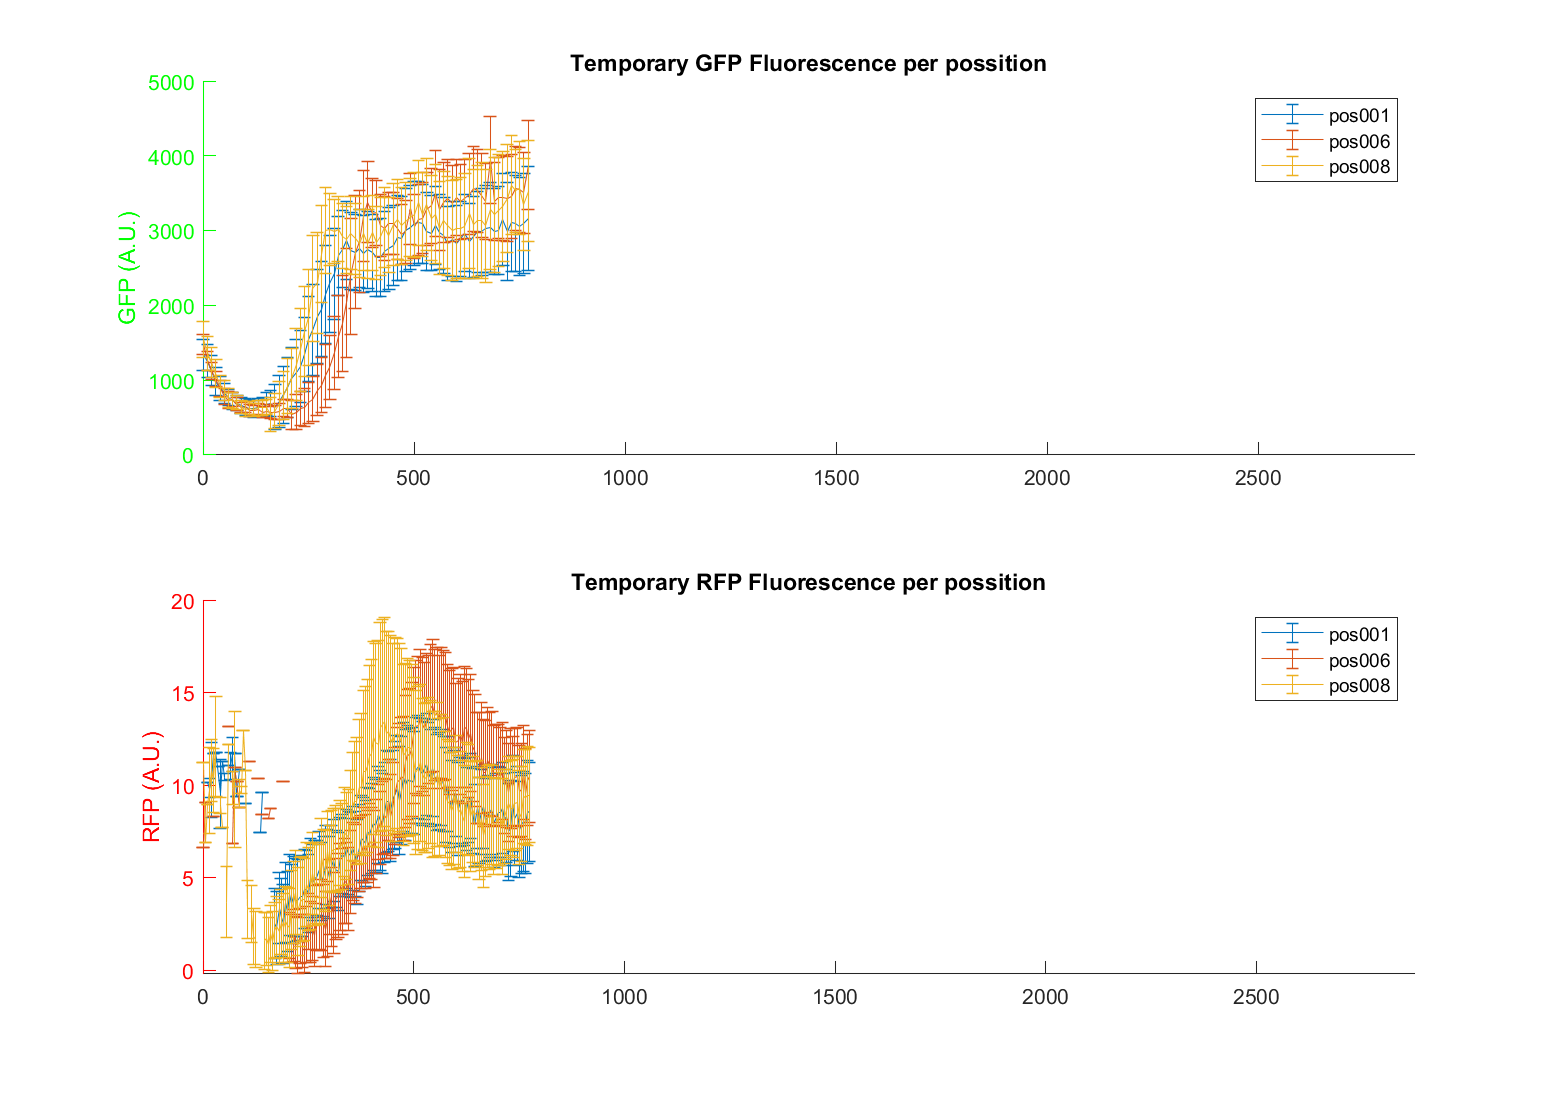 Temporary GFP Fluorescence per possition
5000
4000
3000
2000
1000
0
GFP (A.U.)
0 500 1000 1500 2000 2500
pos001
pos006
pos008
Temporary RFP Fluorescence per possition
20
15
10
5
0
RFP (A.U.)
0 500 1000 1500 2000 2500
pos001
pos006
pos008